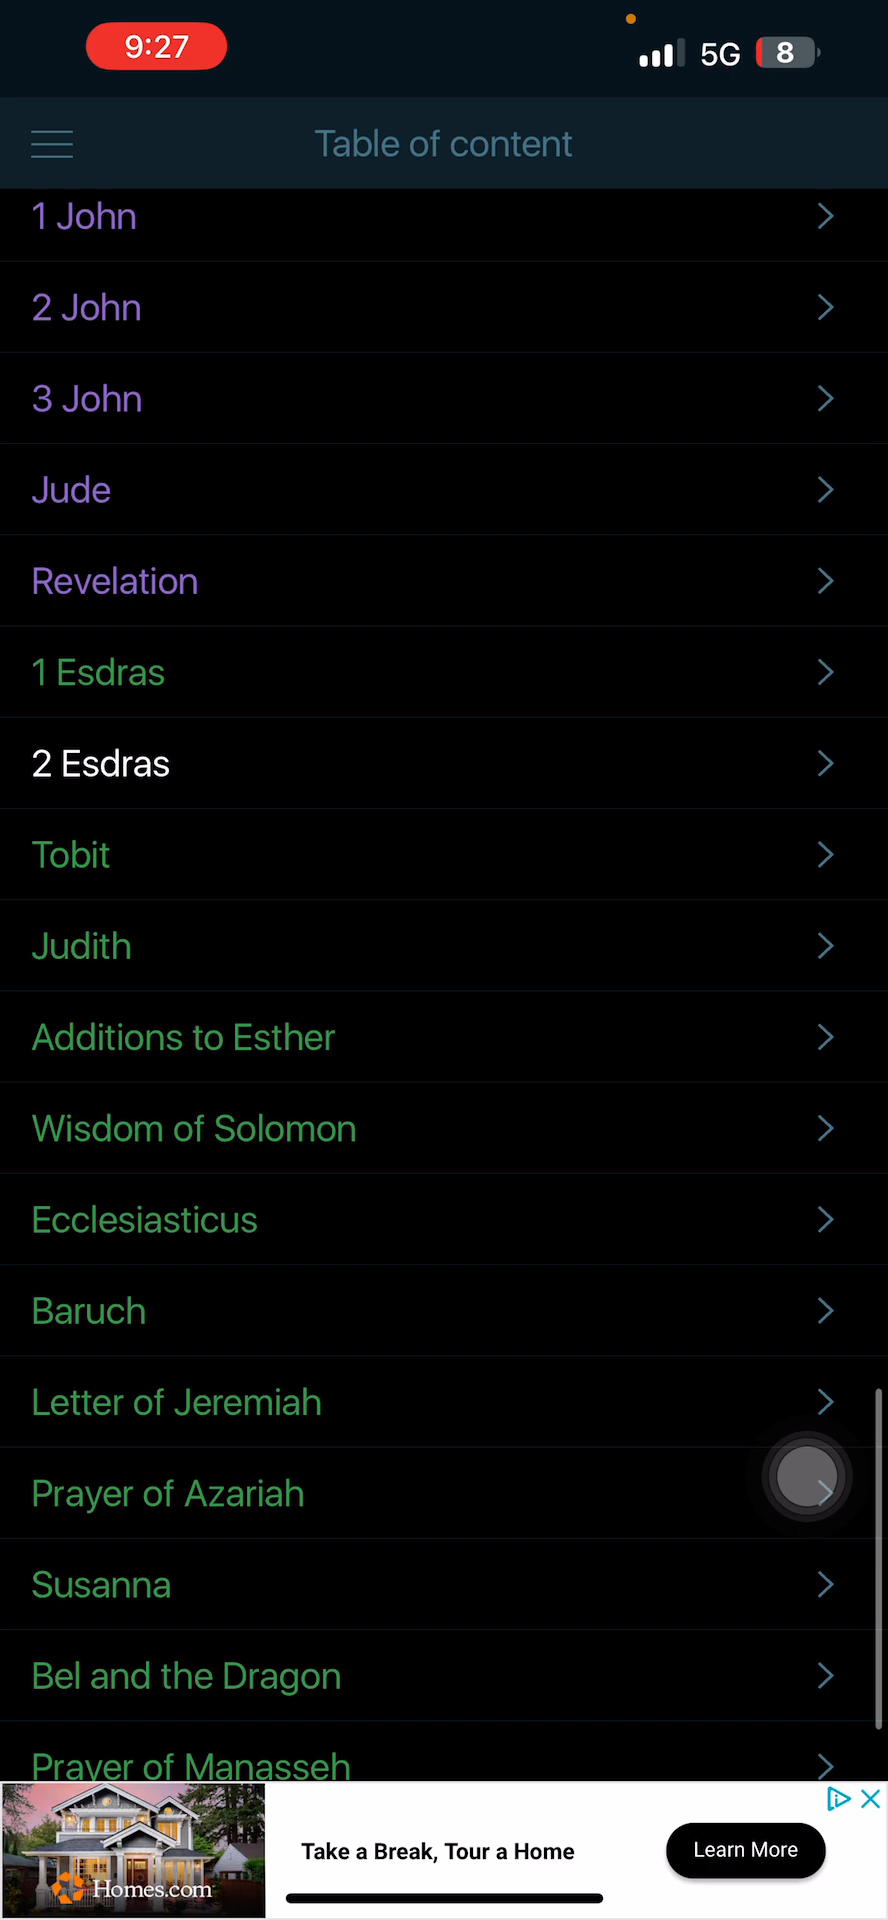 9:27
5G
8
Table of content
1 John
2 John
3 John
Jude
Revelation
1 Esdras
2 Esdras
Tobit
Judith
Additions to Esther
Wisdom of Solomon
Ecclesiasticus
Baruch
Letter of Jeremiah
Prayer of Azariah
Susanna
Bel and the Dragon
Prayer of Manasseh
Homes.com
Take a Break, Tour a Home
Learn More